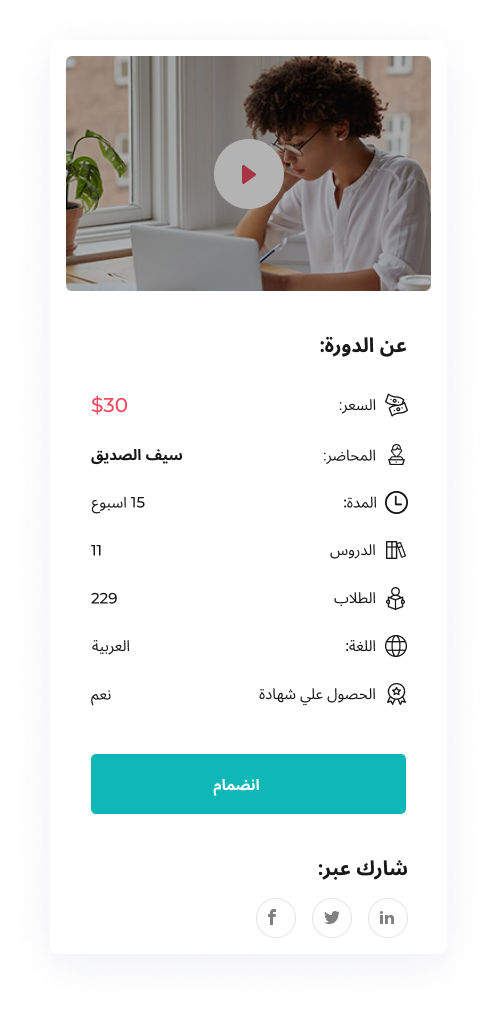 عن الدورة:
السعر: $30
المحاضر: سيف الصديق
المدة: 15 اسبوع
الدروس 11
الطلاب 229
اللغة: العربية
الحصول علي شهادة نعم
انضمام
شارك عبر: